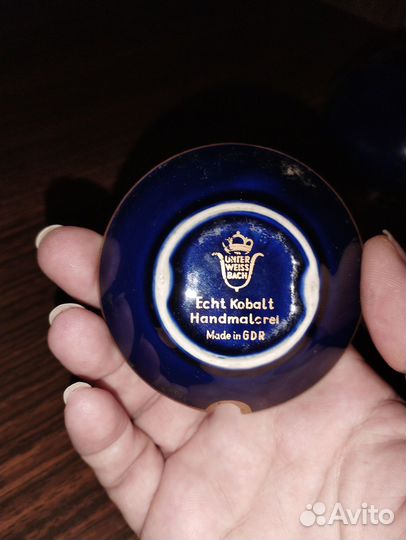 UNTER
WEISS
BACH
Echt Kobalt
Handmalerei
Made in GDR
Avito